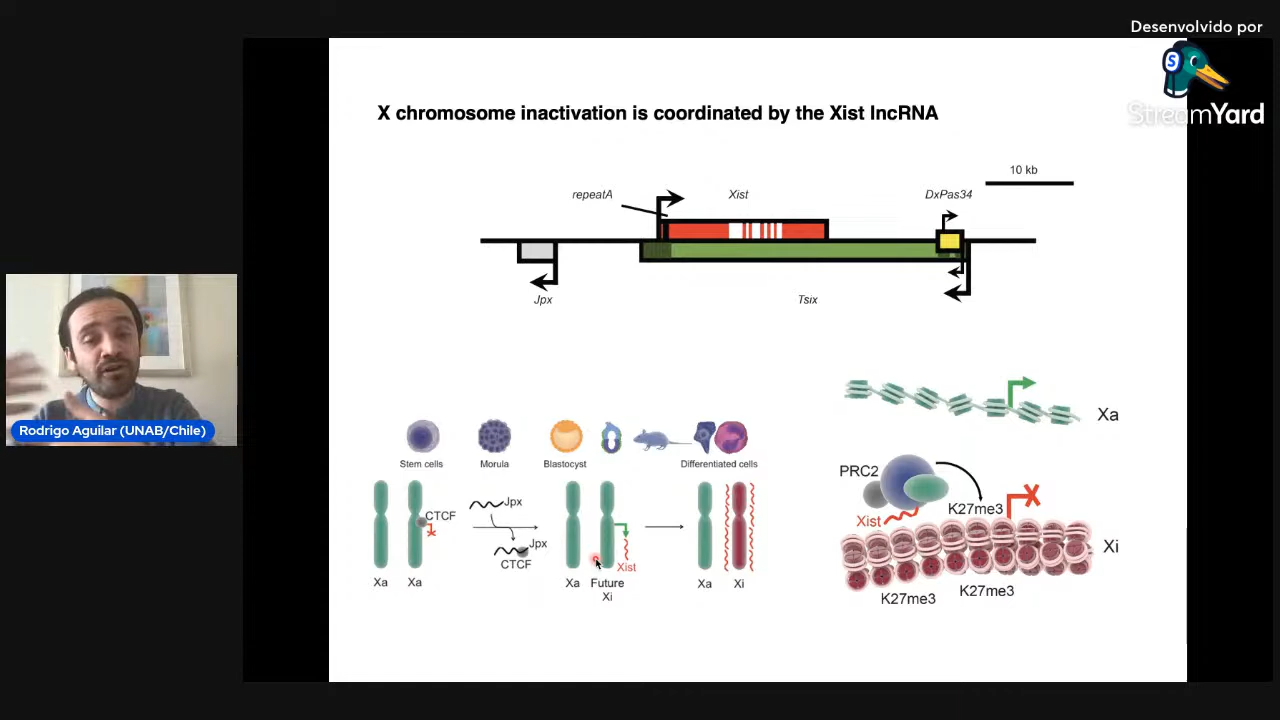 Desenvolvido por
StreamYard
X chromosome inactivation is coordinated by the Xist lncRNA
10 kb
repeatA
Xist
DxPas34
Jpx
Tsix
Rodrigo Aguilar (UNAB/Chile)
Stem cells
Morula
Blastocyst
Differentiated cells
CTCF
Jpx
Jpx
CTCF
Xist
Xa
Xa
Xa
Future
Xi
Xa
Xi
Xa
PRC2
Xist
K27me3
Xi
K27me3
K27me3